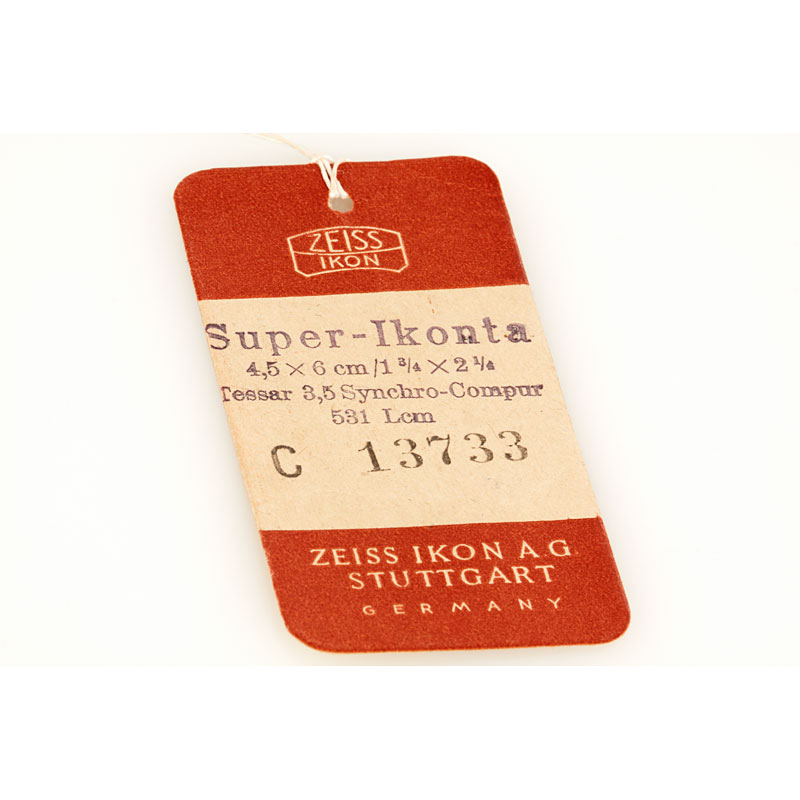 ZEISS
IKON
Super-Ikonta
4,5 × 6 cm/1 3/4 × 2 1/4
Tessar 3,5 Synchro-Compur
531 Lcm
C 13733
ZEISS IKON A.G.
STUTTGART
GERMANY